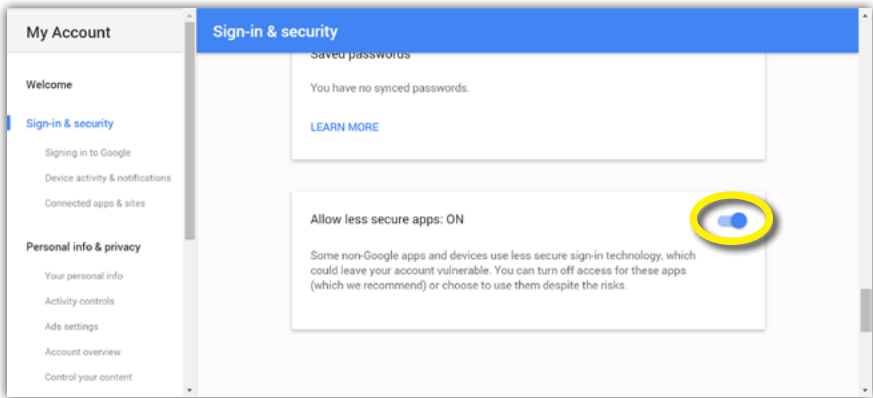 My Account
Sign-in & security
Welcome
Sign-in & security
Signing in to Google
Device activity & notifications
Connected apps & sites
Personal info & privacy
Your personal info
Activity controls
Ads settings
Account overview
Control your content
Saved passwords
You have no synced passwords.
LEARN MORE
Allow less secure apps: ON
Some non-Google apps and devices use less secure sign-in technology, which
could leave your account vulnerable. You can turn off access for these apps
(which we recommend) or choose to use them despite the risks.